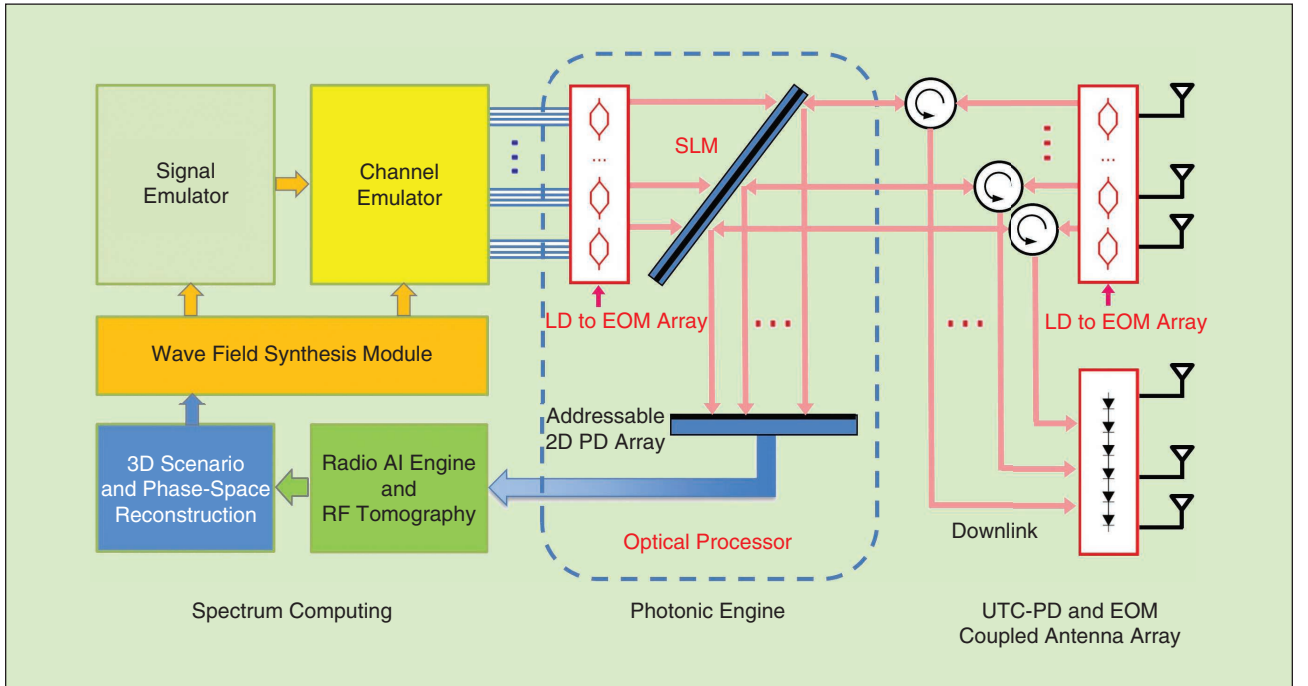 Signal
Emulator
Channel
Emulator
SLM
LD to EOM Array
LD to EOM Array
Wave Field Synthesis Module
Addressable
2D PD Array
3D Scenario
and Phase-Space
Reconstruction
Radio AI Engine
and
RF Tomography
Optical Processor
Downlink
Spectrum Computing
Photonic Engine
UTC-PD and EOM
Coupled Antenna Array